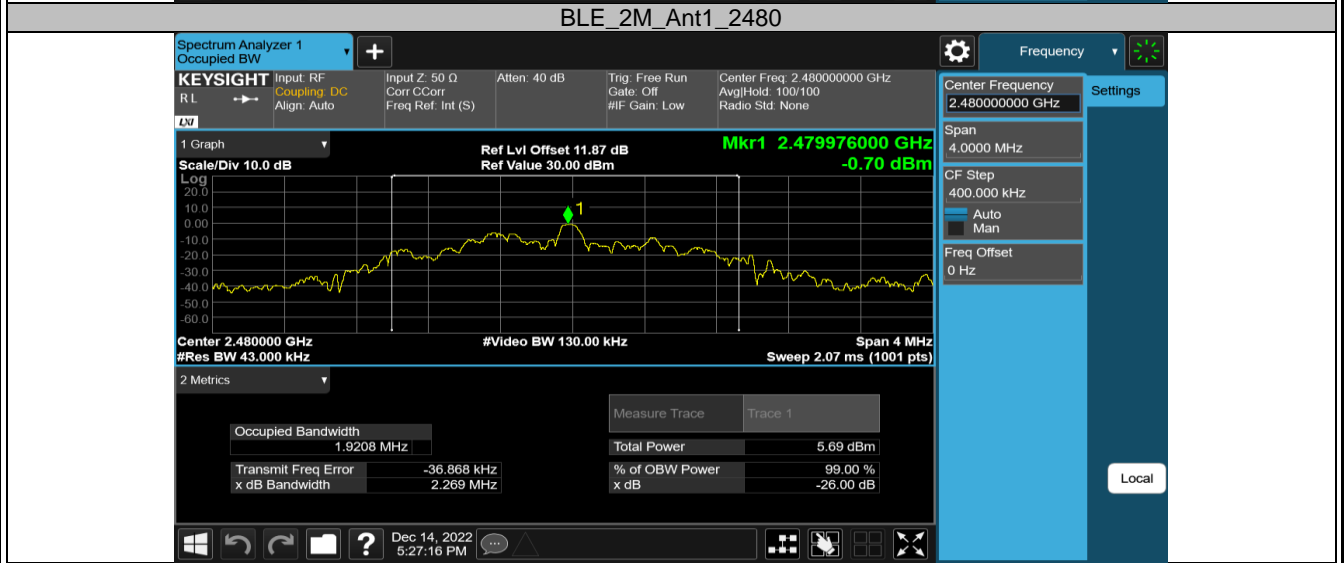 BLE_2M_Ant1_2480
Spectrum Analyzer 1
Occupied BW
+
Frequency
KEYSIGHT
R L
LXI
Input: RF
Coupling: DC
Align: Auto
Input Z: 50 Ω
Corr CCorr
Freq Ref: Int (S)
Atten: 40 dB
Trig: Free Run
Gate: Off
#IF Gain: Low
Center Freq: 2.480000000 GHz
Avg|Hold: 100/100
Radio Std: None
Center Frequency
2.480000000 GHz
Settings
Span
4.0000 MHz
CF Step
400.000 kHz
Auto
Man
Freq Offset
0 Hz
Local
1 Graph
Scale/Div 10.0 dB
Ref Lvl Offset 11.87 dB
Ref Value 30.00 dBm
Mkr1 2.479976000 GHz
-0.70 dBm
Log
20.0
10.0
0.00
-10.0
-20.0
-30.0
-40.0
-50.0
-60.0
1
Center 2.480000 GHz
#Video BW 130.00 kHz
Span 4 MHz
#Res BW 43.000 kHz
Sweep 2.07 ms (1001 pts)
2 Metrics
Measure Trace Trace 1
Occupied Bandwidth
1.9208 MHz
Total Power 5.69 dBm
Transmit Freq Error -36.868 kHz
% of OBW Power 99.00 %
x dB Bandwidth 2.269 MHz
x dB -26.00 dB
?
Dec 14, 2022
5:27:16 PM